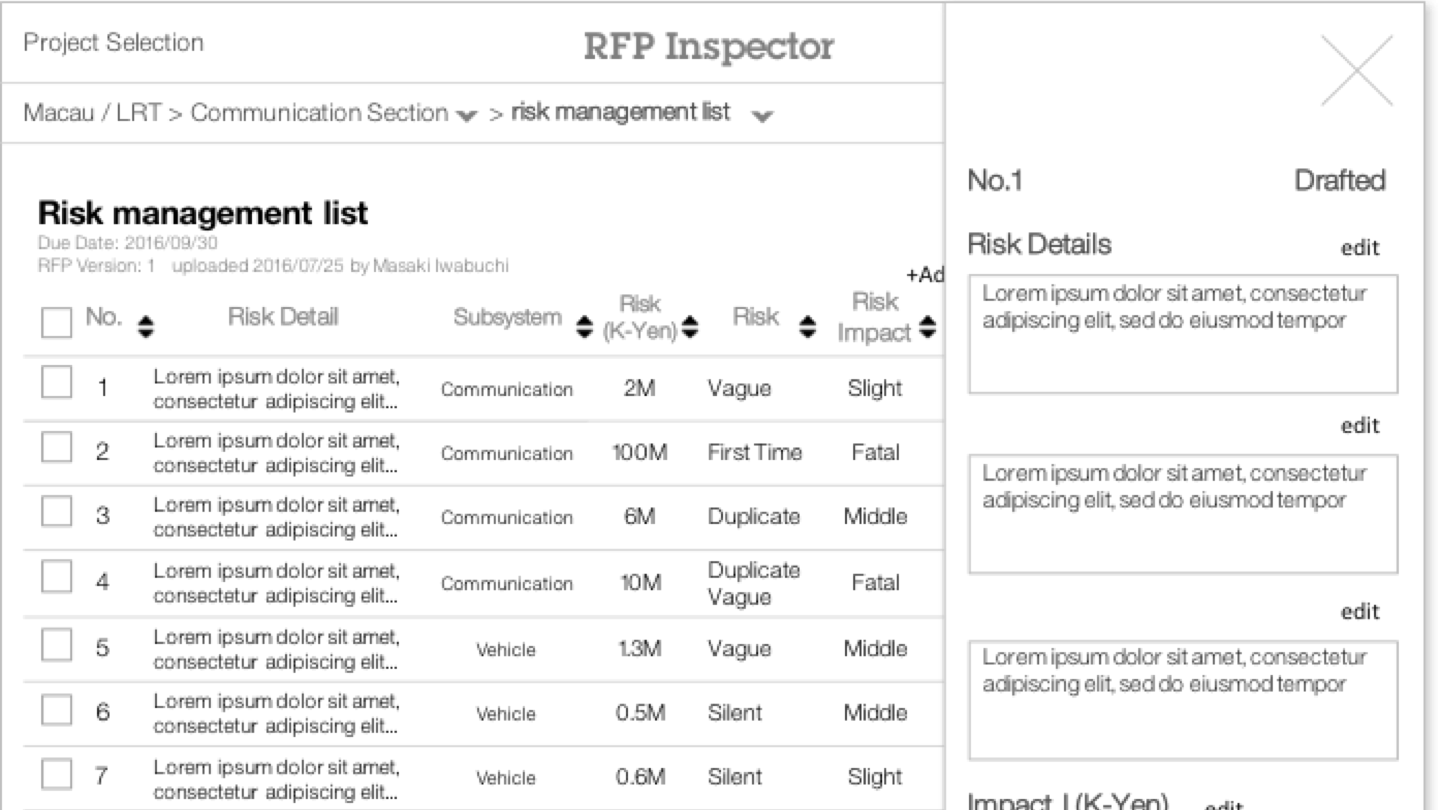 Project Selection
RFP Inspector
Macau / LRT > Communication Section > risk management list
Risk management list
Due Date: 2016/09/30
RFP Version: 1 uploaded 2016/07/25 by Masaki Iwabuchi
+Ad
No. Risk Detail Subsystem Risk (K-Yen) Risk Risk Impact
1 Lorem ipsum dolor sit amet, Communication 2M Vague Slight
consectetur adipiscing elit...
2 Lorem ipsum dolor sit amet, Communication 100M First Time Fatal
consectetur adipiscing elit...
3 Lorem ipsum dolor sit amet, Communication 6M Duplicate Middle
consectetur adipiscing elit...
4 Lorem ipsum dolor sit amet, Communication 10M Duplicate Fatal
consectetur adipiscing elit... Vague
5 Lorem ipsum dolor sit amet, Vehicle 1.3M Vague Middle
consectetur adipiscing elit...
6 Lorem ipsum dolor sit amet, Vehicle 0.5M Silent Middle
consectetur adipiscing elit...
7 Lorem ipsum dolor sit amet, Vehicle 0.6M Silent Slight
consectetur adipiscing elit...
No.1 Drafted
Risk Details edit
Lorem ipsum dolor sit amet, consectetur
adipiscing elit, sed do eiusmod tempor
edit
Lorem ipsum dolor sit amet, consectetur
adipiscing elit, sed do eiusmod tempor
edit
Lorem ipsum dolor sit amet, consectetur
adipiscing elit, sed do eiusmod tempor
Impact (K-Yen) edit